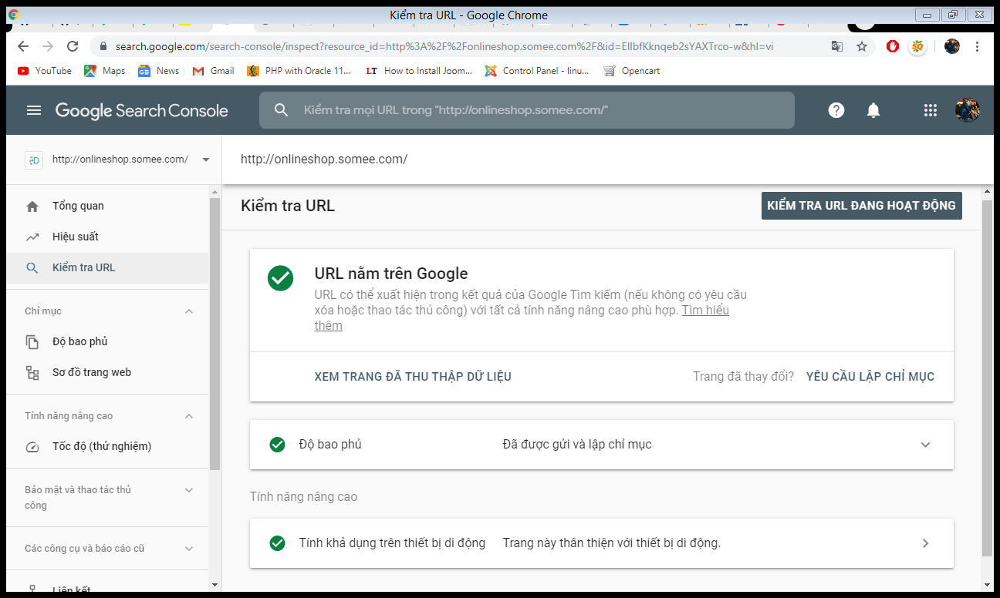 Kiểm tra URL - Google Chrome
search.google.com/search-console/inspect?resource_id=http%3A%2F%2Fonlineshop.somee.com%2F&id=EIIbfKknqeb2sYAXTrco-w&hl=vi
YouTube Maps News Gmail PHP with Oracle 11... LT How to Install Joom... Control Panel - linu... Opencart
Google Search Console
Kiểm tra mọi URL trong "http://onlineshop.somee.com/"
http://onlineshop.somee.com/
http://onlineshop.somee.com/
Tổng quan
Hiệu suất
Kiểm tra URL
Chỉ mục
Độ bao phủ
Sơ đồ trang web
Tính năng nâng cao
Tốc độ (thử nghiệm)
Bảo mật và thao tác thủ
công
Các công cụ và báo cáo cũ
Liên kết
Kiểm tra URL
KIỂM TRA URL ĐANG HOẠT ĐỘNG
URL nằm trên Google
URL có thể xuất hiện trong kết quả của Google Tìm kiếm (nếu không có yêu cầu
xóa hoặc thao tác thủ công) với tất cả tính năng nâng cao phù hợp. Tìm hiểu
thêm
XEM TRANG ĐÃ THU THẬP DỮ LIỆU
Trang đã thay đổi? YÊU CẦU LẬP CHỈ MỤC
Độ bao phủ Đã được gửi và lập chỉ mục
Tính năng nâng cao
Tính khả dụng trên thiết bị di động Trang này thân thiện với thiết bị di động.